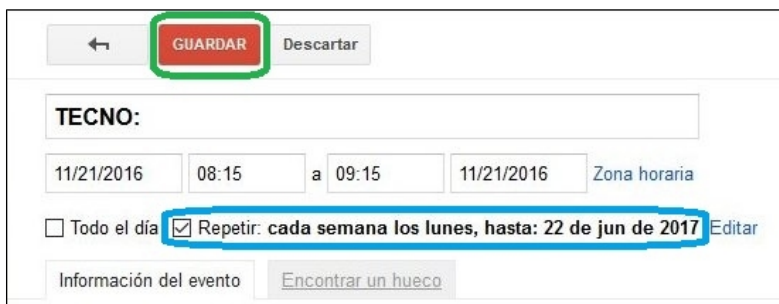 GUARDAR Descartar
TECNO:
11/21/2016 08:15 a 09:15 11/21/2016 Zona horaria
Todo el día Repetir: cada semana los lunes, hasta: 22 de jun de 2017 Editar
Información del evento Encontrar un hueco